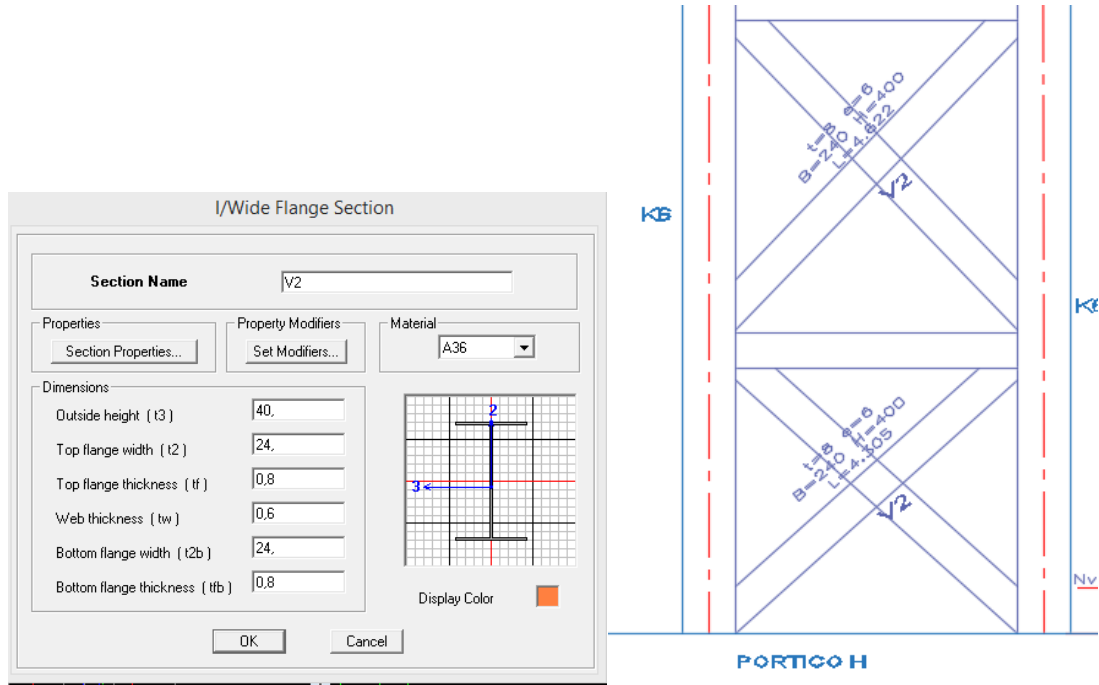 I/Wide Flange Section
Section Name
V2
Properties
Section Properties...
Property Modifiers
Set Modifiers...
Material
A36
Dimensions
Outside height ( t3 )
40,
Top flange width ( t2 )
24,
Top flange thickness ( tf )
0,8
Web thickness ( tw )
0,6
Bottom flange width ( t2b )
24,
Bottom flange thickness ( tfb )
0,8
2
3
Display Color
OK
Cancel
t=8 e=6
B=240 H=400
L=4.622
V2
t=8 e=6
B=240 H=400
L=4.305
V2
K6
Nv
PORTICO H